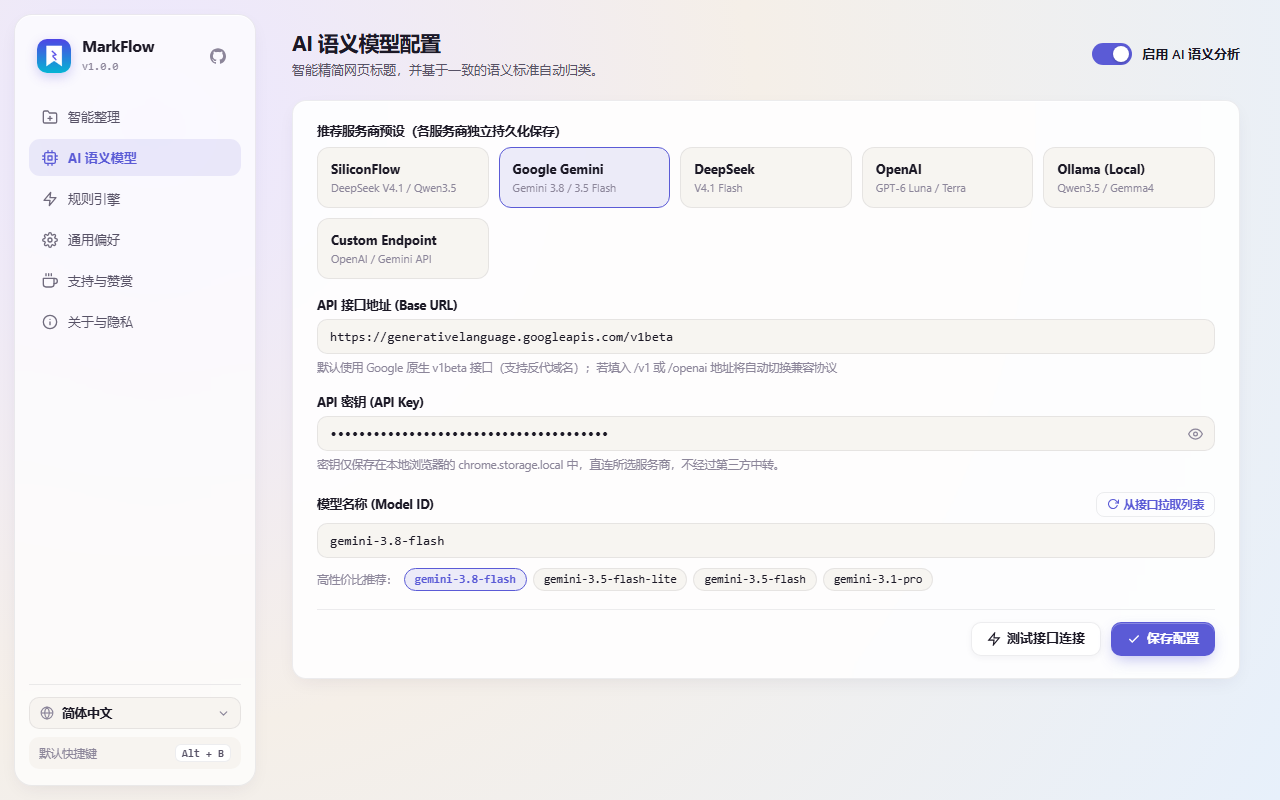 MarkFlow
v1.0.0
智能整理
AI 语义模型
规则引擎
通用偏好
支持与赞赏
关于与隐私
简体中文
默认快捷键
Alt + B
AI 语义模型配置
智能精简网页标题，并基于一致的语义标准自动归类。
启用 AI 语义分析
推荐服务商预设（各服务商独立持久化保存）
SiliconFlow
DeepSeek V4.1 / Qwen3.5
Google Gemini
Gemini 3.8 / 3.5 Flash
DeepSeek
V4.1 Flash
OpenAI
GPT-6 Luna / Terra
Ollama (Local)
Qwen3.5 / Gemma4
Custom Endpoint
OpenAI / Gemini API
API 接口地址 (Base URL)
https://generativelanguage.googleapis.com/v1beta
默认使用 Google 原生 v1beta 接口（支持反代域名）；若填入 /v1 或 /openai 地址将自动切换兼容协议
API 密钥 (API Key)
•••••••••••••••••••••••••••••••••••••••
密钥仅保存在本地浏览器的 chrome.storage.local 中，直连所选服务商，不经过第三方中转。
模型名称 (Model ID)
从接口拉取列表
gemini-3.8-flash
高性价比推荐：
gemini-3.8-flash
gemini-3.5-flash-lite
gemini-3.5-flash
gemini-3.1-pro
测试接口连接
保存配置